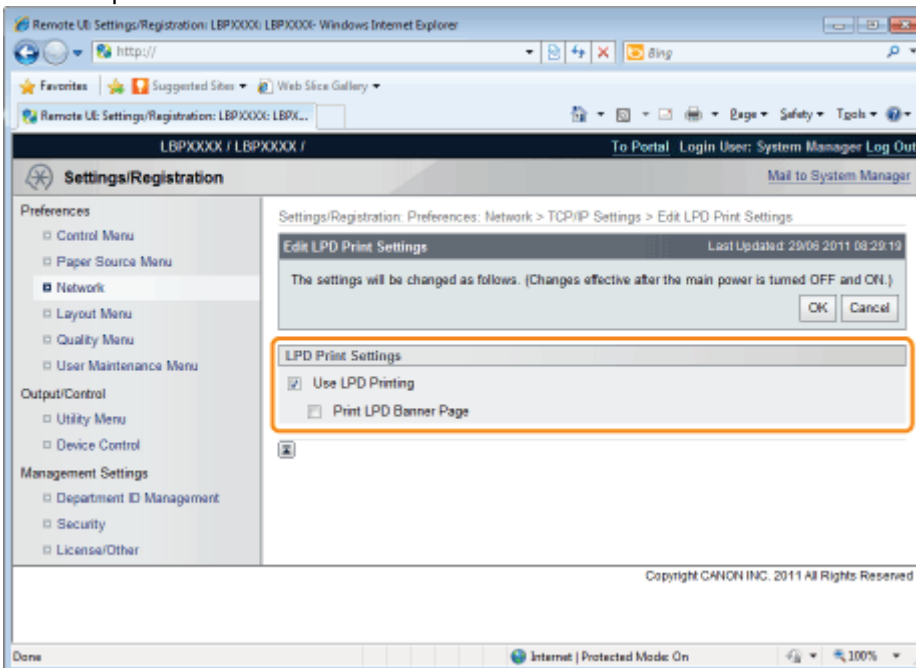 Remote UI: Settings/Registration: LBPXXXX: LBPXXXX- Windows Internet Explorer
http://
Bing
Favorites Suggested Sites Web Slice Gallery
Remote UI: Settings/Registration: LBPXXXX: LBPX...
Page Safety Tools
LBPXXXX / LBPXXXX /
To Portal Login User: System Manager Log Out
Settings/Registration
Mail to System Manager
Preferences
Control Menu
Paper Source Menu
Network
Layout Menu
Quality Menu
User Maintenance Menu
Output/Control
Utility Menu
Device Control
Management Settings
Department ID Management
Security
License/Other
Settings/Registration: Preferences: Network > TCP/IP Settings > Edit LPD Print Settings
Edit LPD Print Settings
Last Updated: 29/06 2011 08:29:19
The settings will be changed as follows. (Changes effective after the main power is turned OFF and ON.)
OK Cancel
LPD Print Settings
Use LPD Printing
Print LPD Banner Page
Copyright CANON INC. 2011 All Rights Reserved
Done
Internet | Protected Mode: On
100%